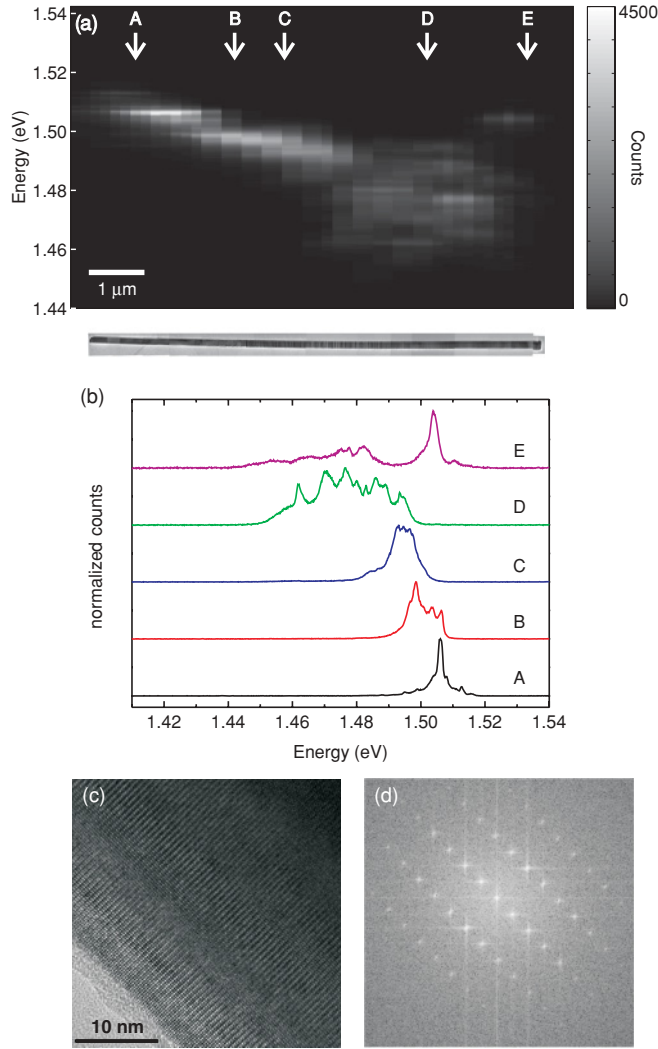 (a)
A B C D E
4500
Counts
0
1.54
1.52
1.50
1.48
1.46
1.44
Energy (eV)
1 μm
(b)
E
D
C
B
A
normalized counts
1.42 1.44 1.46 1.48 1.50 1.52 1.54
Energy (eV)
(c)
10 nm
(d)